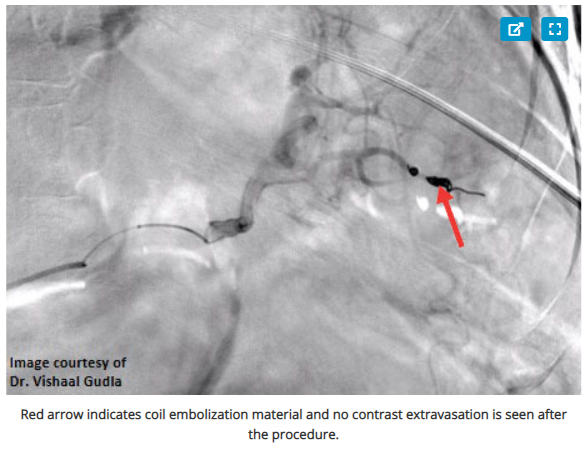 Image courtesy of
Dr. Vishaal Gudla
Red arrow indicates coil embolization material and no contrast extravasation is seen after
the procedure.